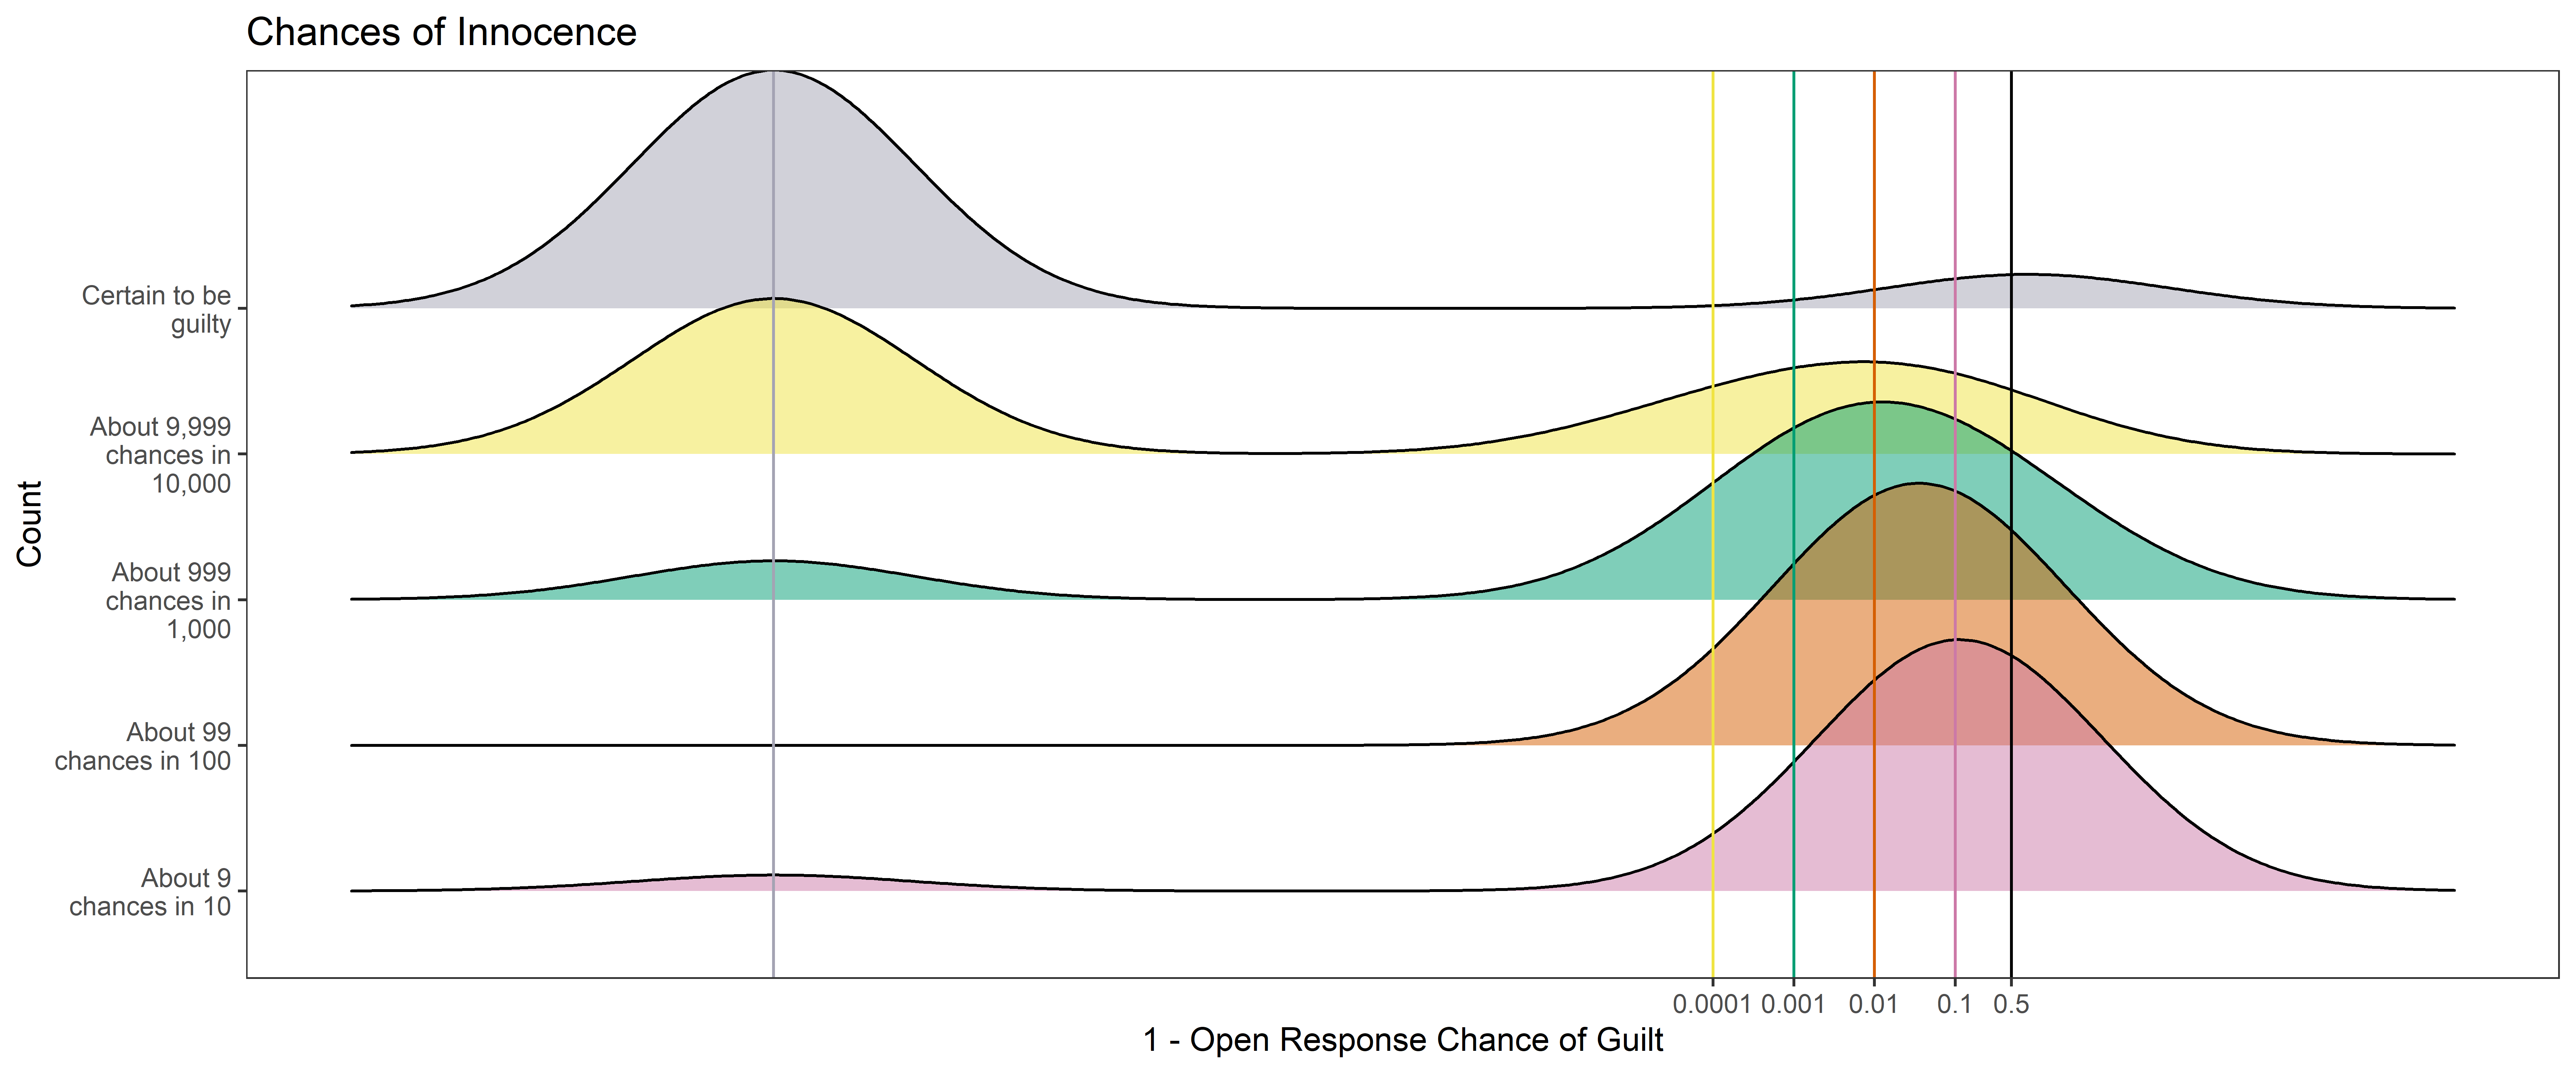 Chances of Innocence
Count
Certain to be
guilty
About 9,999
chances in
10,000
About 999
chances in
1,000
About 99
chances in 100
About 9
chances in 10
0.0001 0.001 0.01 0.1 0.5
1 - Open Response Chance of Guilt